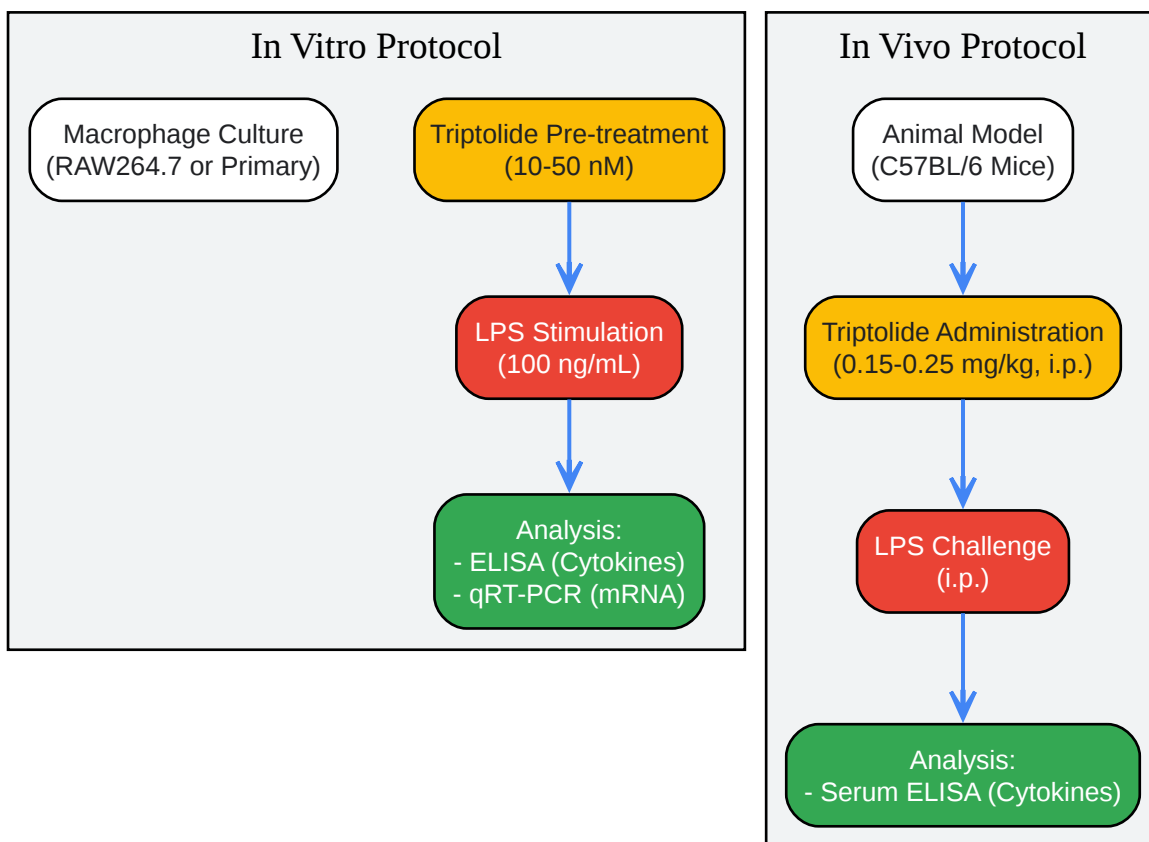 In Vitro Protocol
Macrophage Culture
(RAW264.7 or Primary)
Triptolide Pre-treatment
(10-50 nM)
LPS Stimulation
(100 ng/mL)
Analysis:
- ELISA (Cytokines)
- qRT-PCR (mRNA)
In Vivo Protocol
Animal Model
(C57BL/6 Mice)
Triptolide Administration
(0.15-0.25 mg/kg, i.p.)
LPS Challenge
(i.p.)
Analysis:
- Serum ELISA (Cytokines)